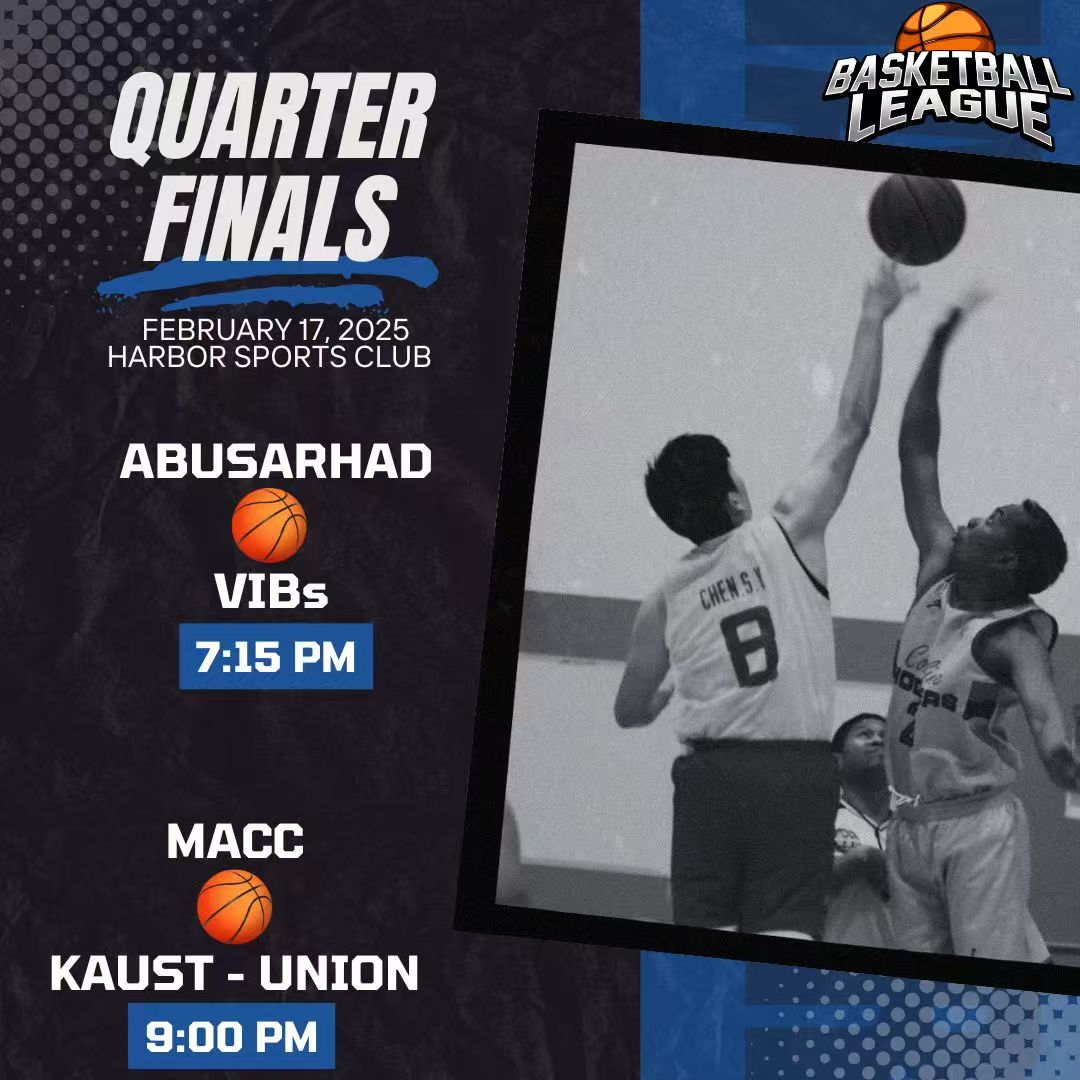 BASKETBALL
LEAGUE
QUARTER
FINALS
FEBRUARY 17, 2025
HARBOR SPORTS CLUB
ABUSARHAD
VIBs
7:15 PM
MACC
KAUST - UNION
9:00 PM
CHEN.S.Y
8
2